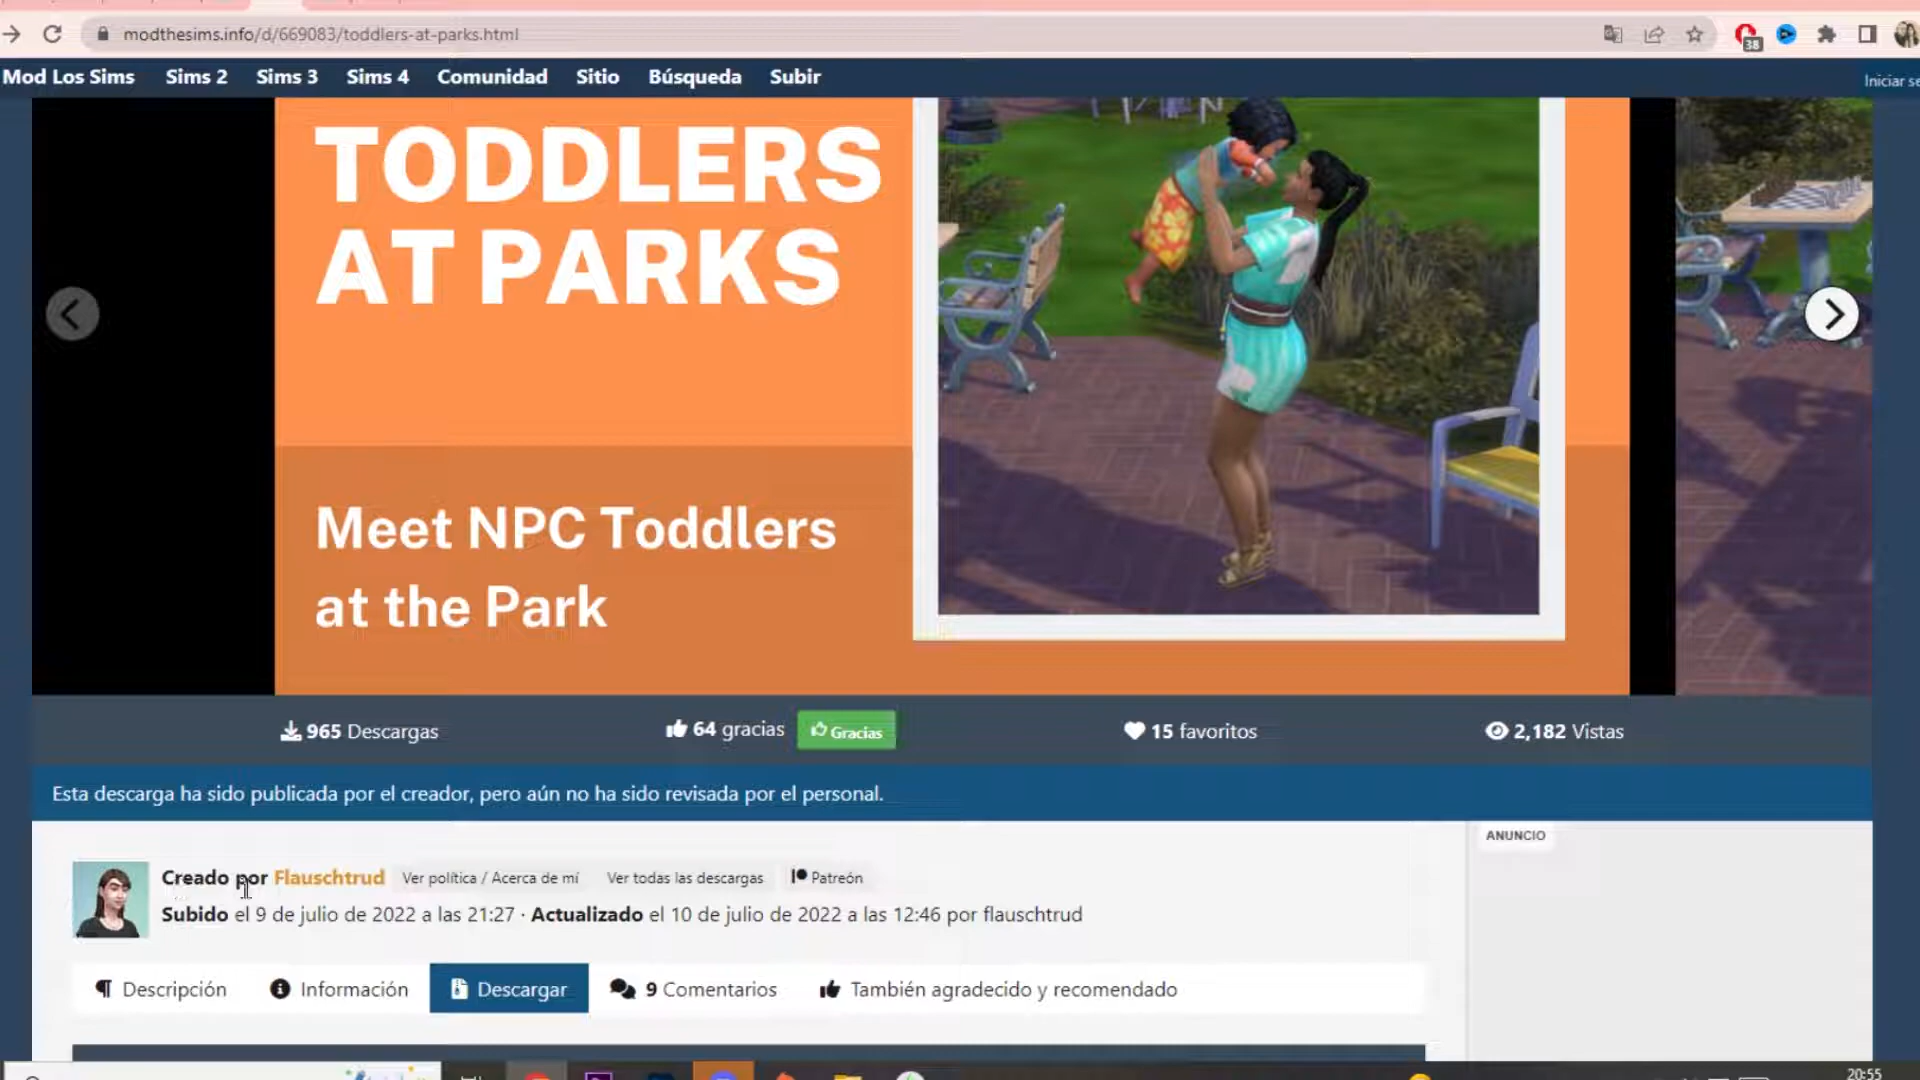 modthesims.info/d/669083/toddlers-at-parks.html
38
Mod Los Sims Sims 2 Sims 3 Sims 4 Comunidad Sitio Búsqueda Subir
Iniciar se
TODDLERS
AT PARKS
Meet NPC Toddlers
at the Park
965 Descargas 64 gracias Gracias 15 favoritos 2,182 Vistas
Esta descarga ha sido publicada por el creador, pero aún no ha sido revisada por el personal.
ANUNCIO
Creado por Flauschtrud Ver política / Acerca de mí Ver todas las descargas Patreón
Subido el 9 de julio de 2022 a las 21:27 · Actualizado el 10 de julio de 2022 a las 12:46 por flauschtrud
Descripción Información Descargar 9 Comentarios También agradecido y recomendado
20:55